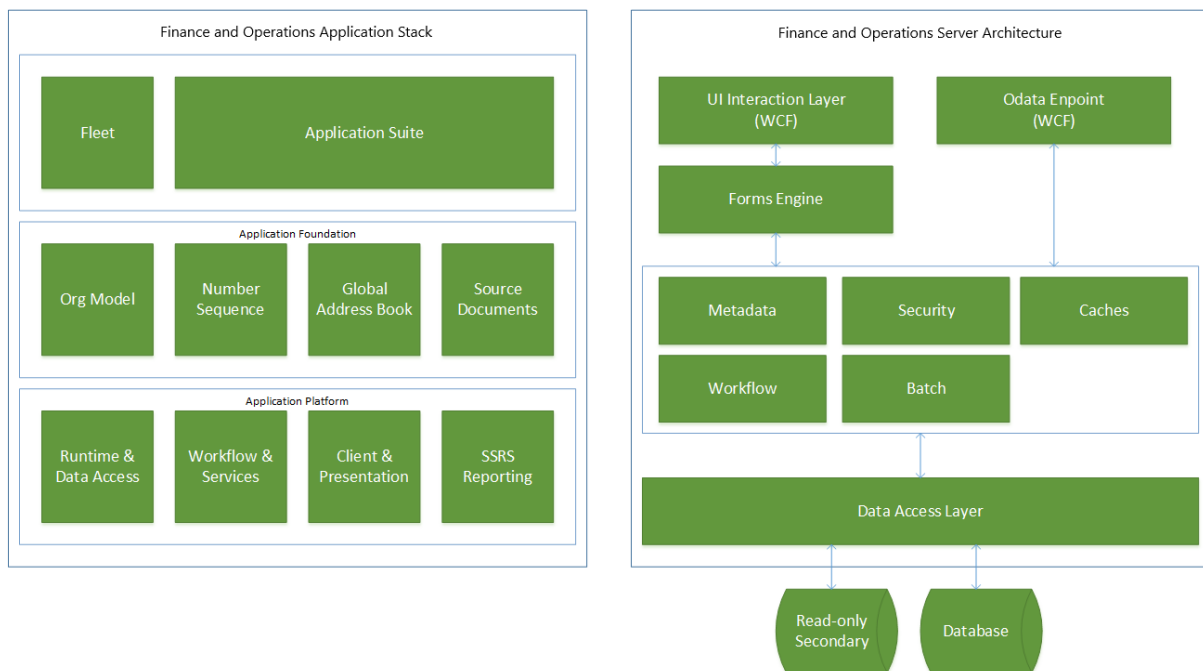 Finance and Operations Application Stack
Fleet
Application Suite
Application Foundation
Org Model
Number
Sequence
Global
Address Book
Source
Documents
Application Platform
Runtime &
Data Access
Workflow &
Services
Client &
Presentation
SSRS
Reporting
Finance and Operations Server Architecture
UI Interaction Layer
(WCF)
Odata Enpoint
(WCF)
Forms Engine
Metadata
Security
Caches
Workflow
Batch
Data Access Layer
Read-only
Secondary
Database